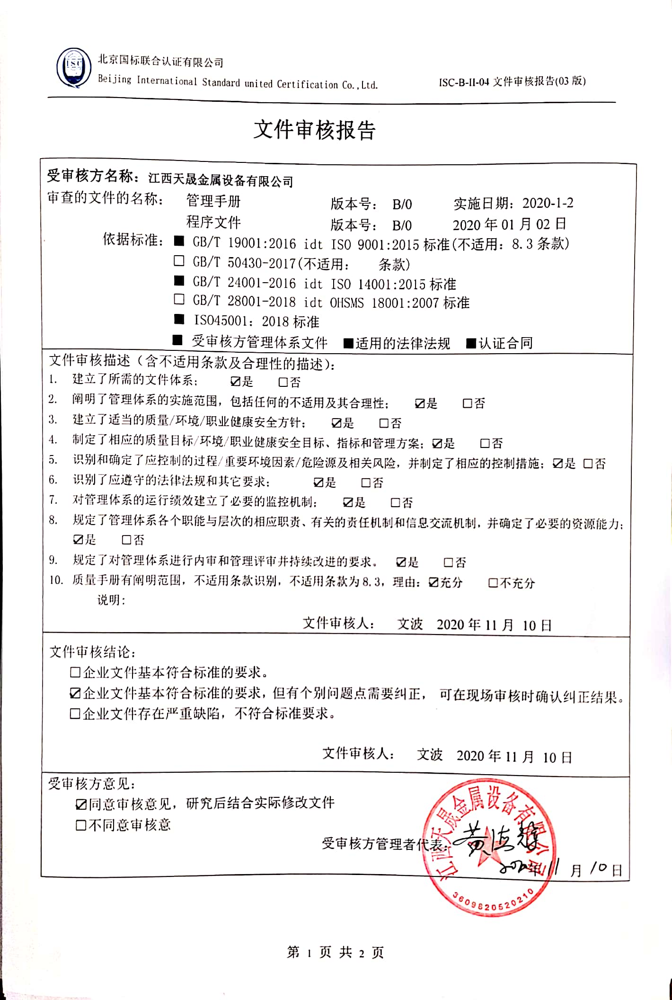 ISC
北京国标联合认证有限公司
Beijing International Standard united Certification Co.,Ltd.
ISC-B-II-04 文件审核报告(03 版)
文件审核报告
受审核方名称：江西天晟金属设备有限公司
审查的文件的名称： 管理手册 版本号： B/0 实施日期：2020-1-2
程序文件 版本号： B/0 2020 年 01 月 02 日
依据标准：■ GB/T 19001:2016 idt ISO 9001:2015 标准(不适用：8.3 条款)
□ GB/T 50430-2017(不适用： 条款)
■ GB/T 24001-2016 idt ISO 14001:2015 标准
□ GB/T 28001-2018 idt OHSMS 18001:2007 标准
■ ISO45001：2018 标准
■ 受审核方管理体系文件 ■适用的法律法规 ■认证合同
文件审核描述（含不适用条款及合理性的描述）：
1. 建立了所需的文件体系； ☑是 □否
2. 阐明了管理体系的实施范围，包括任何的不适用及其合理性； ☑是 □否
3. 建立了适当的质量/环境/职业健康安全方针； ☑是 □否
4. 制定了相应的质量目标/环境/职业健康安全目标、指标和管理方案；☑是 □否
5. 识别和确定了应控制的过程/重要环境因素/危险源及相关风险，并制定了相应的控制措施；☑是 □否
6. 识别了应遵守的法律法规和其它要求； ☑是 □否
7. 对管理体系的运行绩效建立了必要的监控机制； ☑是 □否
8. 规定了管理体系各个职能与层次的相应职责、有关的责任机制和信息交流机制，并确定了必要的资源能力；
☑是 □否
9. 规定了对管理体系进行内审和管理评审并持续改进的要求。 ☑是 □否
10. 质量手册有阐明范围，不适用条款识别，不适用条款为8.3，理由：☑充分 □不充分
说明：
文件审核人： 文波 2020 年 11 月 10 日
文件审核结论：
□企业文件基本符合标准的要求。
☑企业文件基本符合标准的要求，但有个别问题点需要纠正， 可在现场审核时确认纠正结果。
□企业文件存在严重缺陷，不符合标准要求。
文件审核人： 文波 2020 年 11 月 10 日
受审核方意见：
☑同意审核意见，研究后结合实际修改文件
□不同意审核意
受审核方管理者代表：
2020年 11 月 10 日
江西天晟金属设备有限公司
3609820520210
第 1 页 共 2 页